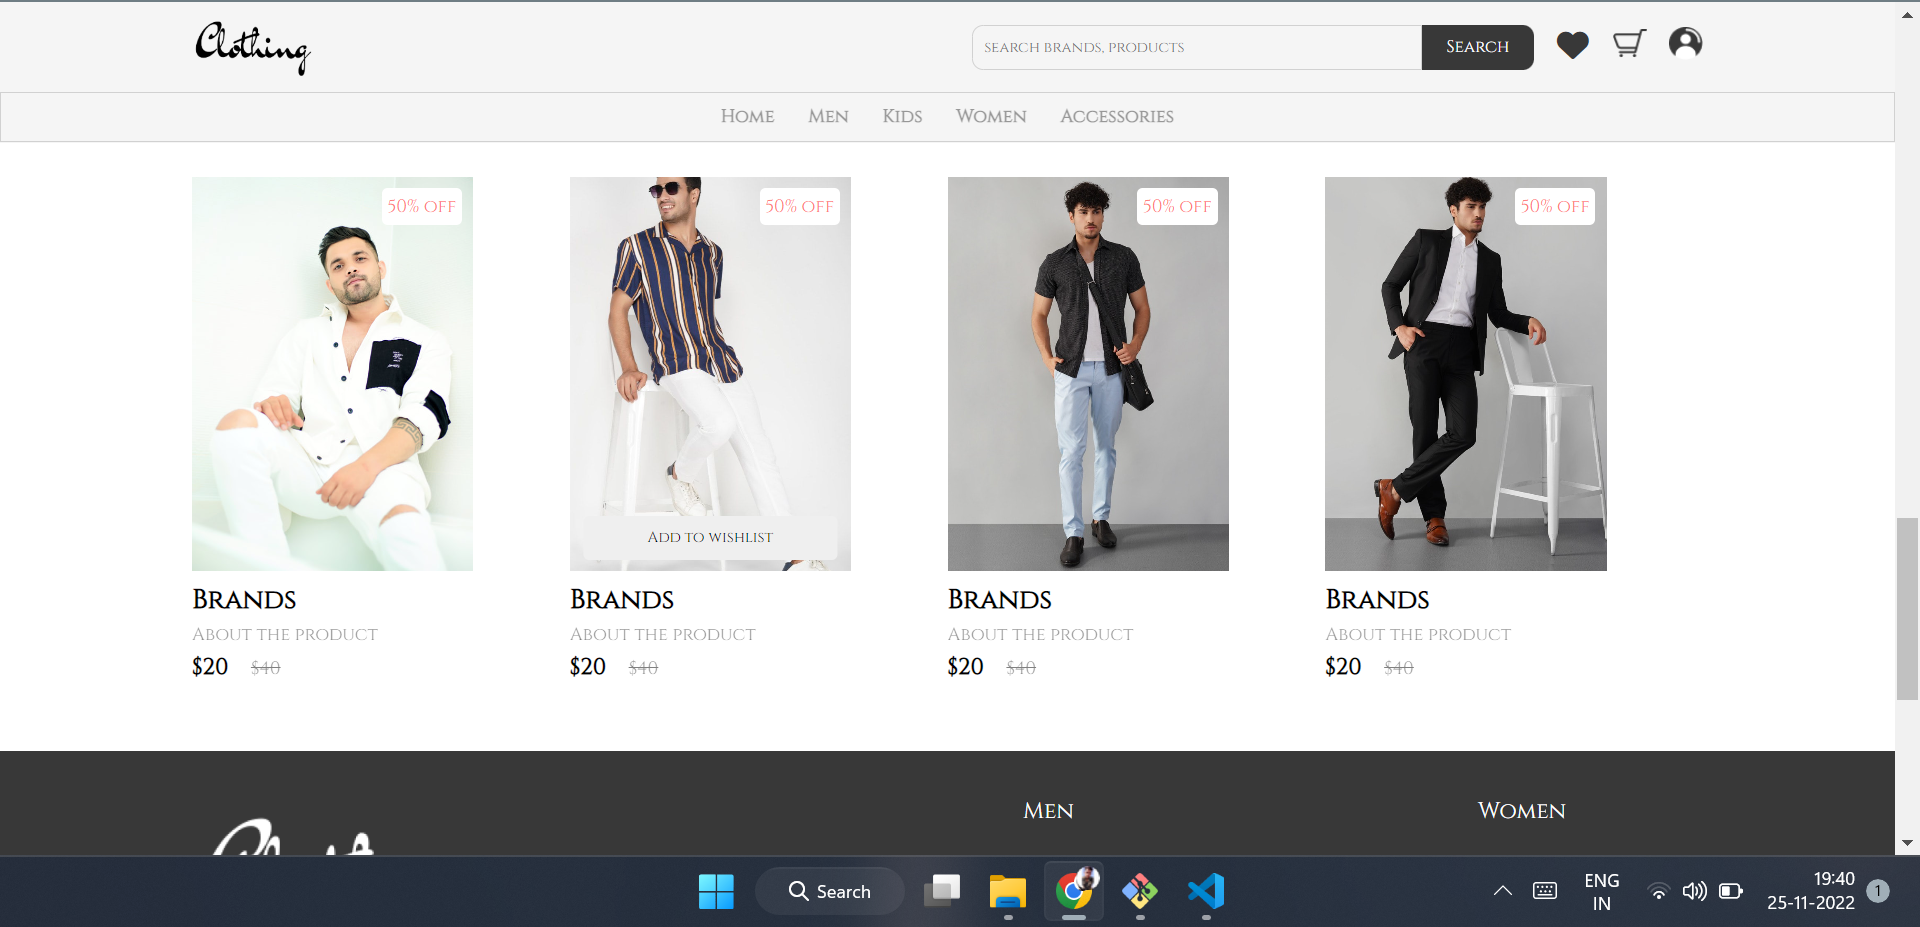 Clothing
SEARCH BRANDS, PRODUCTS
SEARCH
HOME MEN KIDS WOMEN ACCESSORIES
50% OFF 50% OFF 50% OFF 50% OFF
ADD TO WISHLIST
BRANDS BRANDS BRANDS BRANDS
ABOUT THE PRODUCT ABOUT THE PRODUCT ABOUT THE PRODUCT ABOUT THE PRODUCT
$20 $40 $20 $40 $20 $40 $20 $40
MEN WOMEN
Search
ENG
IN
19:40
25-11-2022
1